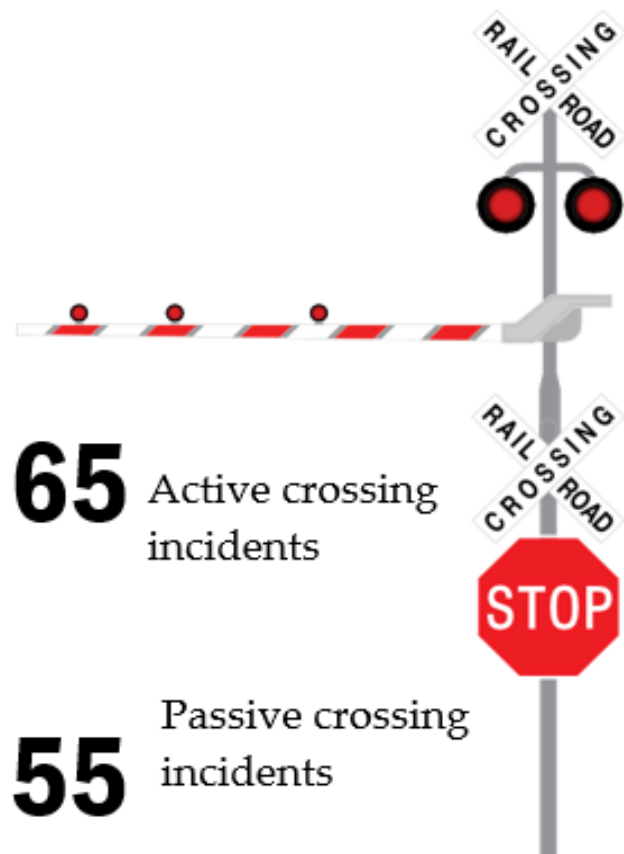 RAIL ROAD
CROSSING
65 Active crossing
incidents
RAIL ROAD
CROSSING
STOP
Passive crossing
55 incidents